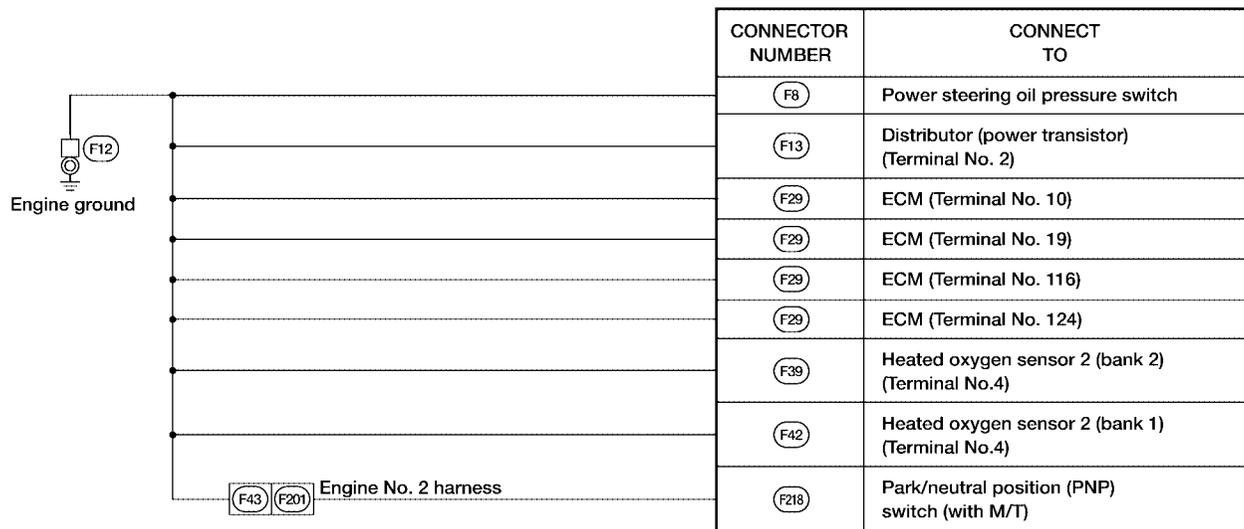 CONNECTOR NUMBER
CONNECT TO
F12
Engine ground
F8
Power steering oil pressure switch
F13
Distributor (power transistor)
(Terminal No. 2)
F29
ECM (Terminal No. 10)
F29
ECM (Terminal No. 19)
F29
ECM (Terminal No. 116)
F29
ECM (Terminal No. 124)
F39
Heated oxygen sensor 2 (bank 2)
(Terminal No.4)
F42
Heated oxygen sensor 2 (bank 1)
(Terminal No.4)
F43 F201 Engine No. 2 harness
F218
Park/neutral position (PNP)
switch (with M/T)